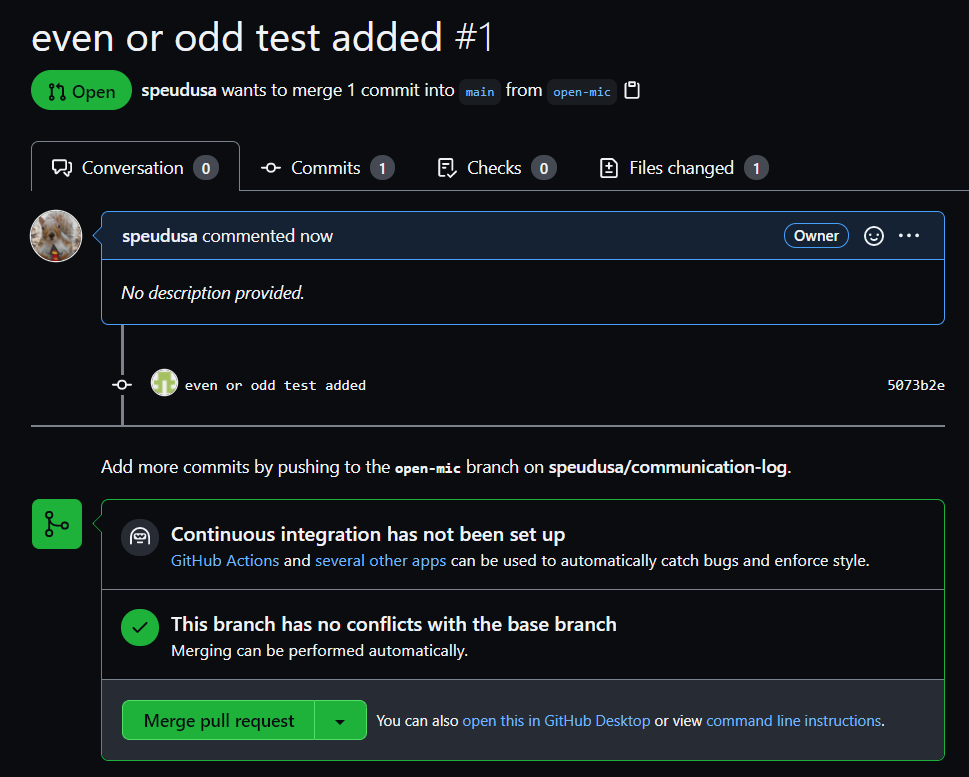 even or odd test added #1
Open speudusa wants to merge 1 commit into main from open-mic
Conversation 0 Commits 1 Checks 0 Files changed 1
speudusa commented now Owner
No description provided.
even or odd test added 5073b2e
Add more commits by pushing to the open-mic branch on speudusa/communication-log.
Continuous integration has not been set up
GitHub Actions and several other apps can be used to automatically catch bugs and enforce style.
This branch has no conflicts with the base branch
Merging can be performed automatically.
Merge pull request You can also open this in GitHub Desktop or view command line instructions.